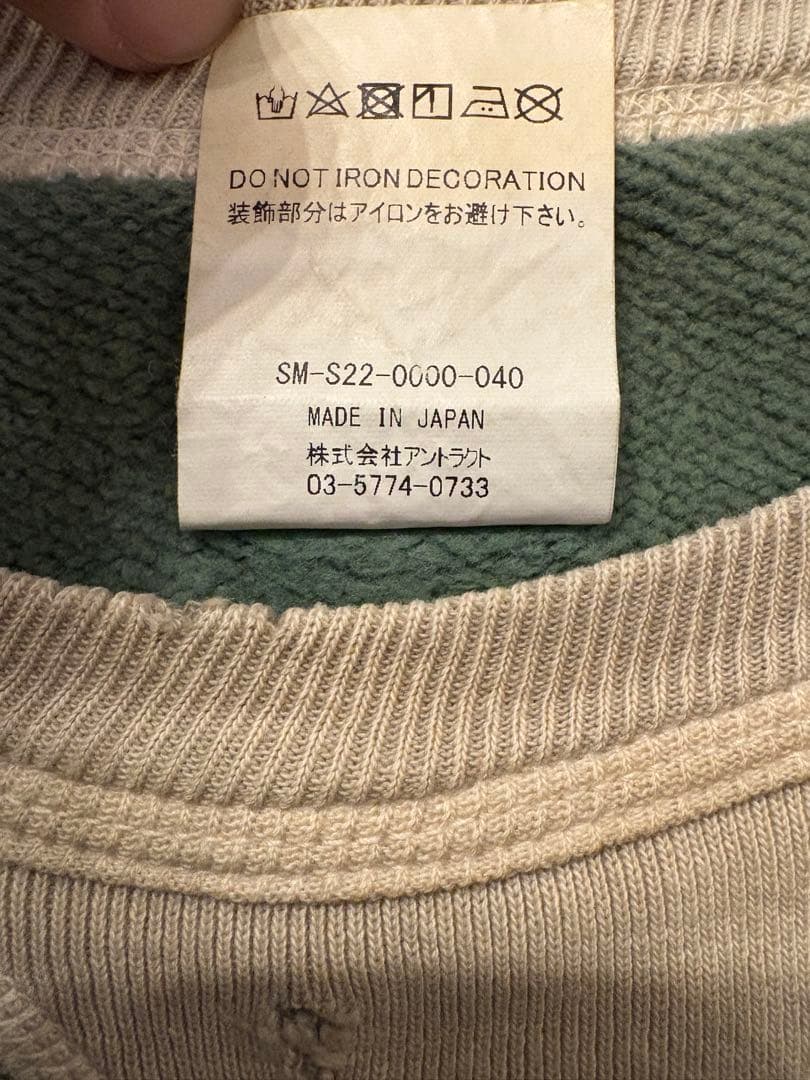 DO NOT IRON DECORATION
装飾部分はアイロンをお避け下さい。
SM-S22-0000-040
MADE IN JAPAN
株式会社アントラクト
03-5774-0733